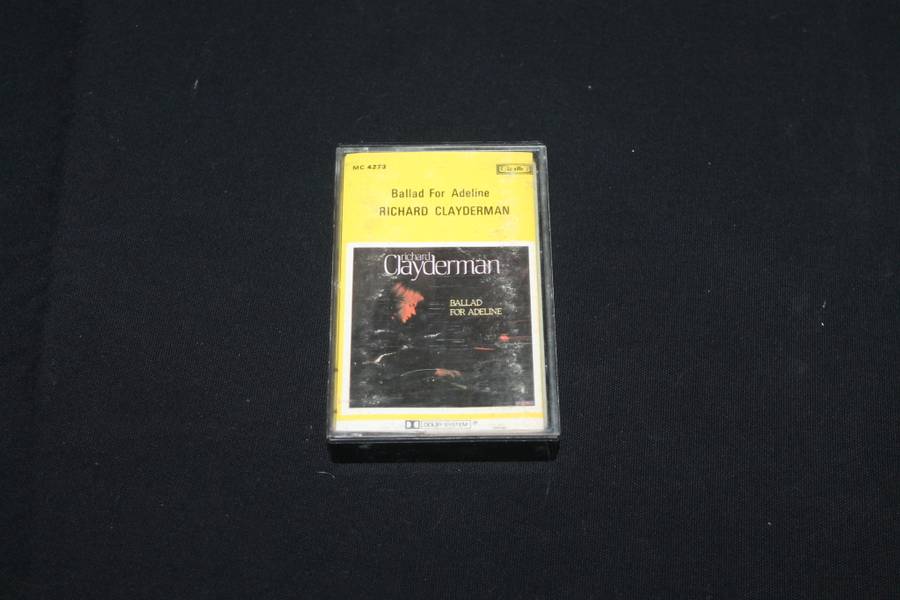 MC 4273
Ballad For Adeline
RICHARD CLAYDERMAN
richard
Clayderman
BALLAD
FOR ADELINE
DOLBY SYSTEM